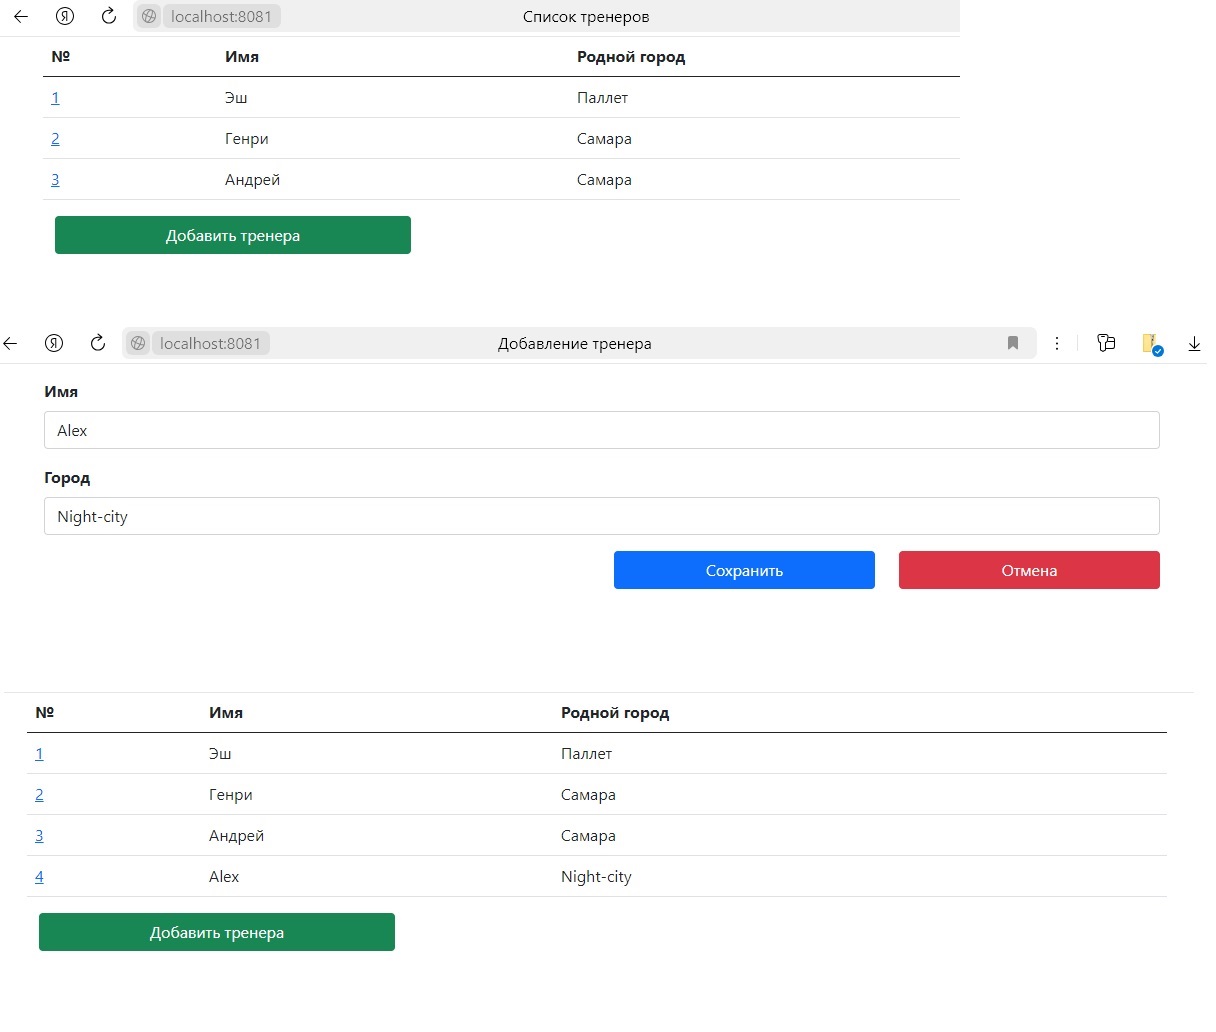 localhost:8081 Список тренеров
№ Имя Родной город
1 Эш Паллет
2 Генри Самара
3 Андрей Самара
Добавить тренера
localhost:8081 Добавление тренера
Имя
Alex
Город
Night-city
Сохранить Отмена
№ Имя Родной город
1 Эш Паллет
2 Генри Самара
3 Андрей Самара
4 Alex Night-city
Добавить тренера